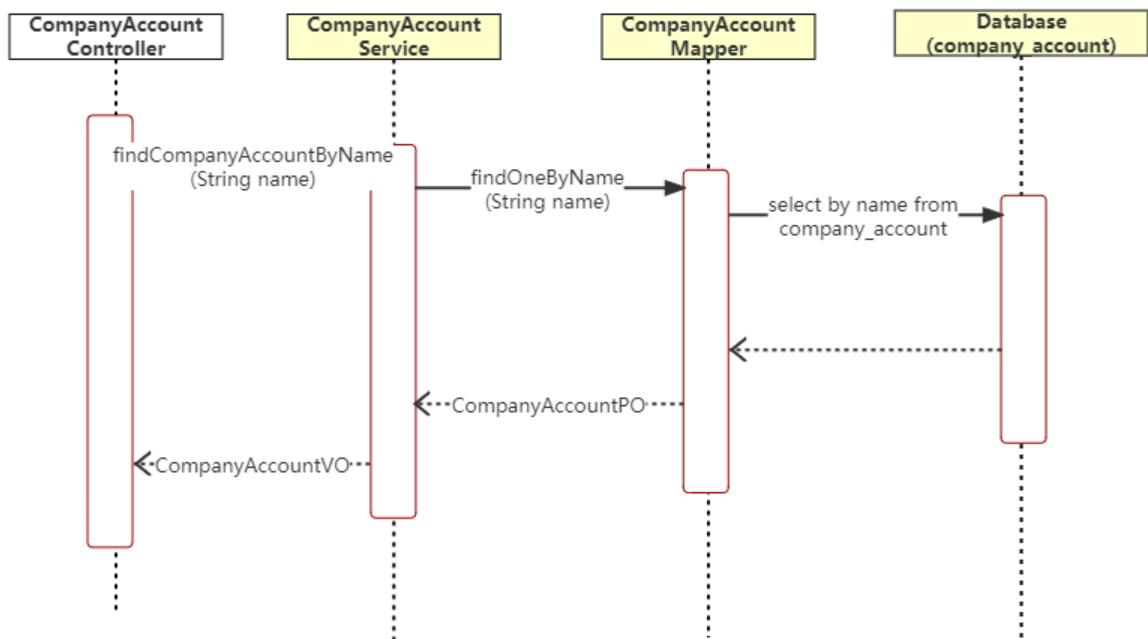 CompanyAccount
Controller
CompanyAccount
Service
CompanyAccount
Mapper
Database
(company_account)
findCompanyAccountByName
(String name)
findOneByName
(String name)
select by name from
company_account
CompanyAccountPO
CompanyAccountVO